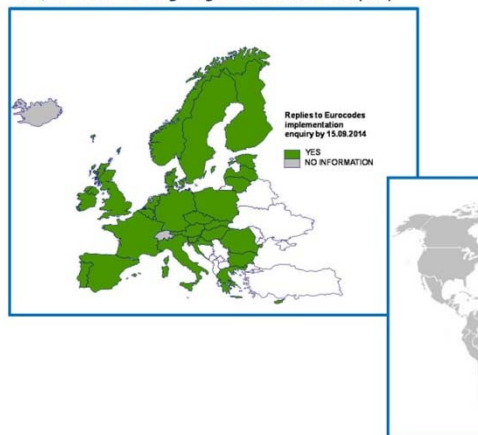 Replies to Eurocodes
implementation
enquiry by 15.09.2014
YES
NO INFORMATION